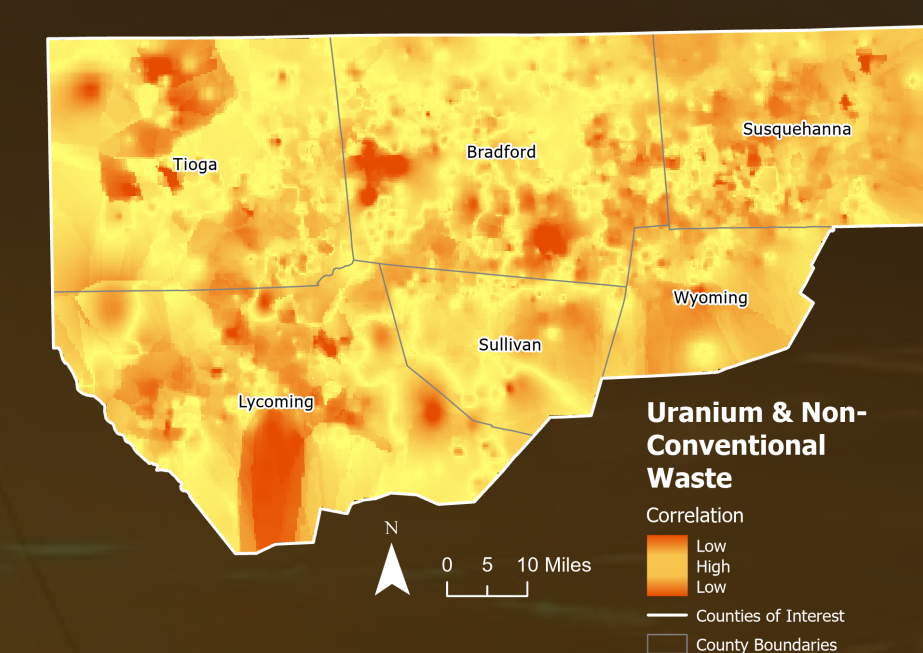 Susquehanna
Bradford
Tioga
Wyoming
Sullivan
Lycoming
Uranium & Non-
Conventional
Waste
Correlation
Low
High
Low
Counties of Interest
County Boundaries
N
0 5 10 Miles